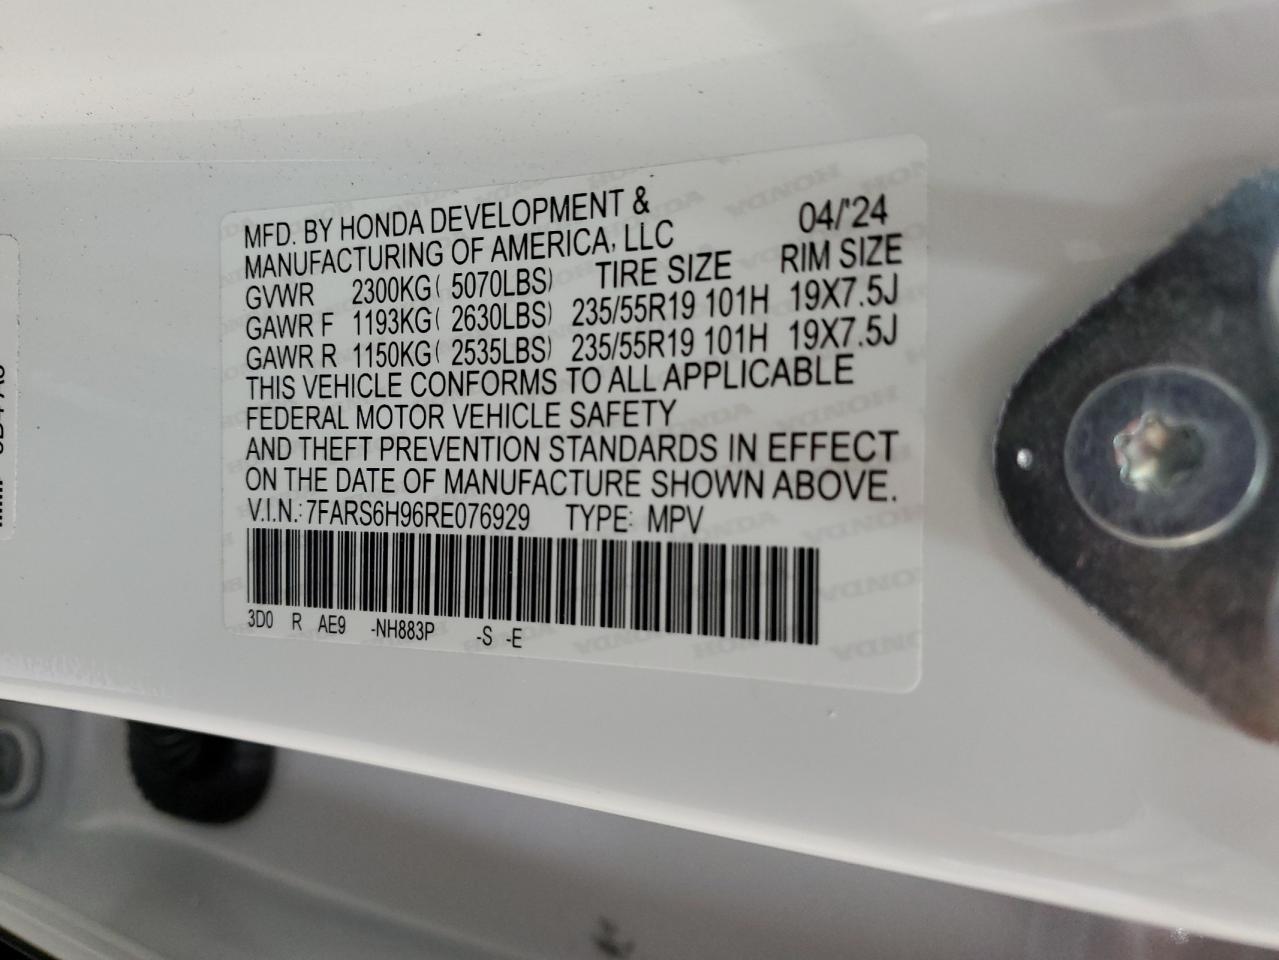 MFD. BY HONDA DEVELOPMENT &
MANUFACTURING OF AMERICA, LLC 04/'24
GVWR 2300KG( 5070LBS) TIRE SIZE RIM SIZE
GAWR F 1193KG( 2630LBS) 235/55R19 101H 19X7.5J
GAWR R 1150KG( 2535LBS) 235/55R19 101H 19X7.5J
THIS VEHICLE CONFORMS TO ALL APPLICABLE
FEDERAL MOTOR VEHICLE SAFETY
AND THEFT PREVENTION STANDARDS IN EFFECT
ON THE DATE OF MANUFACTURE SHOWN ABOVE.
V.I.N.: 7FARS6H96RE076929 TYPE: MPV
3D0 R AE9 -NH883P -S -E